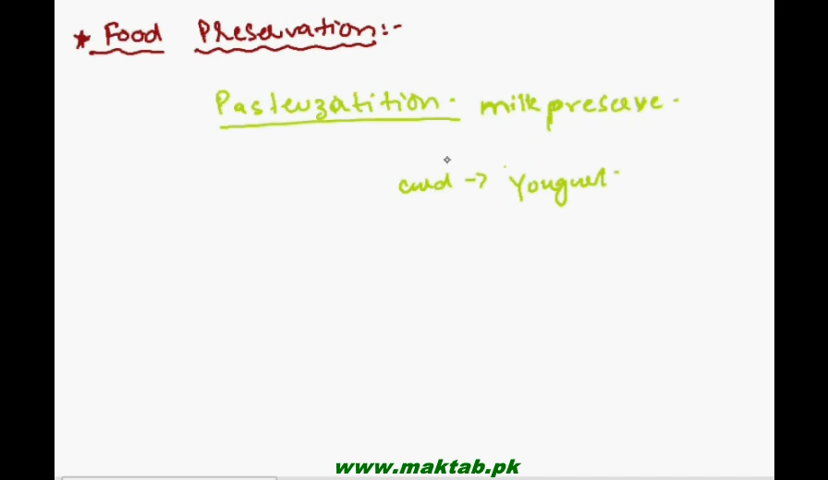 * Food Preservation:-
Pasteuzatition. milk preserve.
curd -> Yougurt.
www.maktab.pk